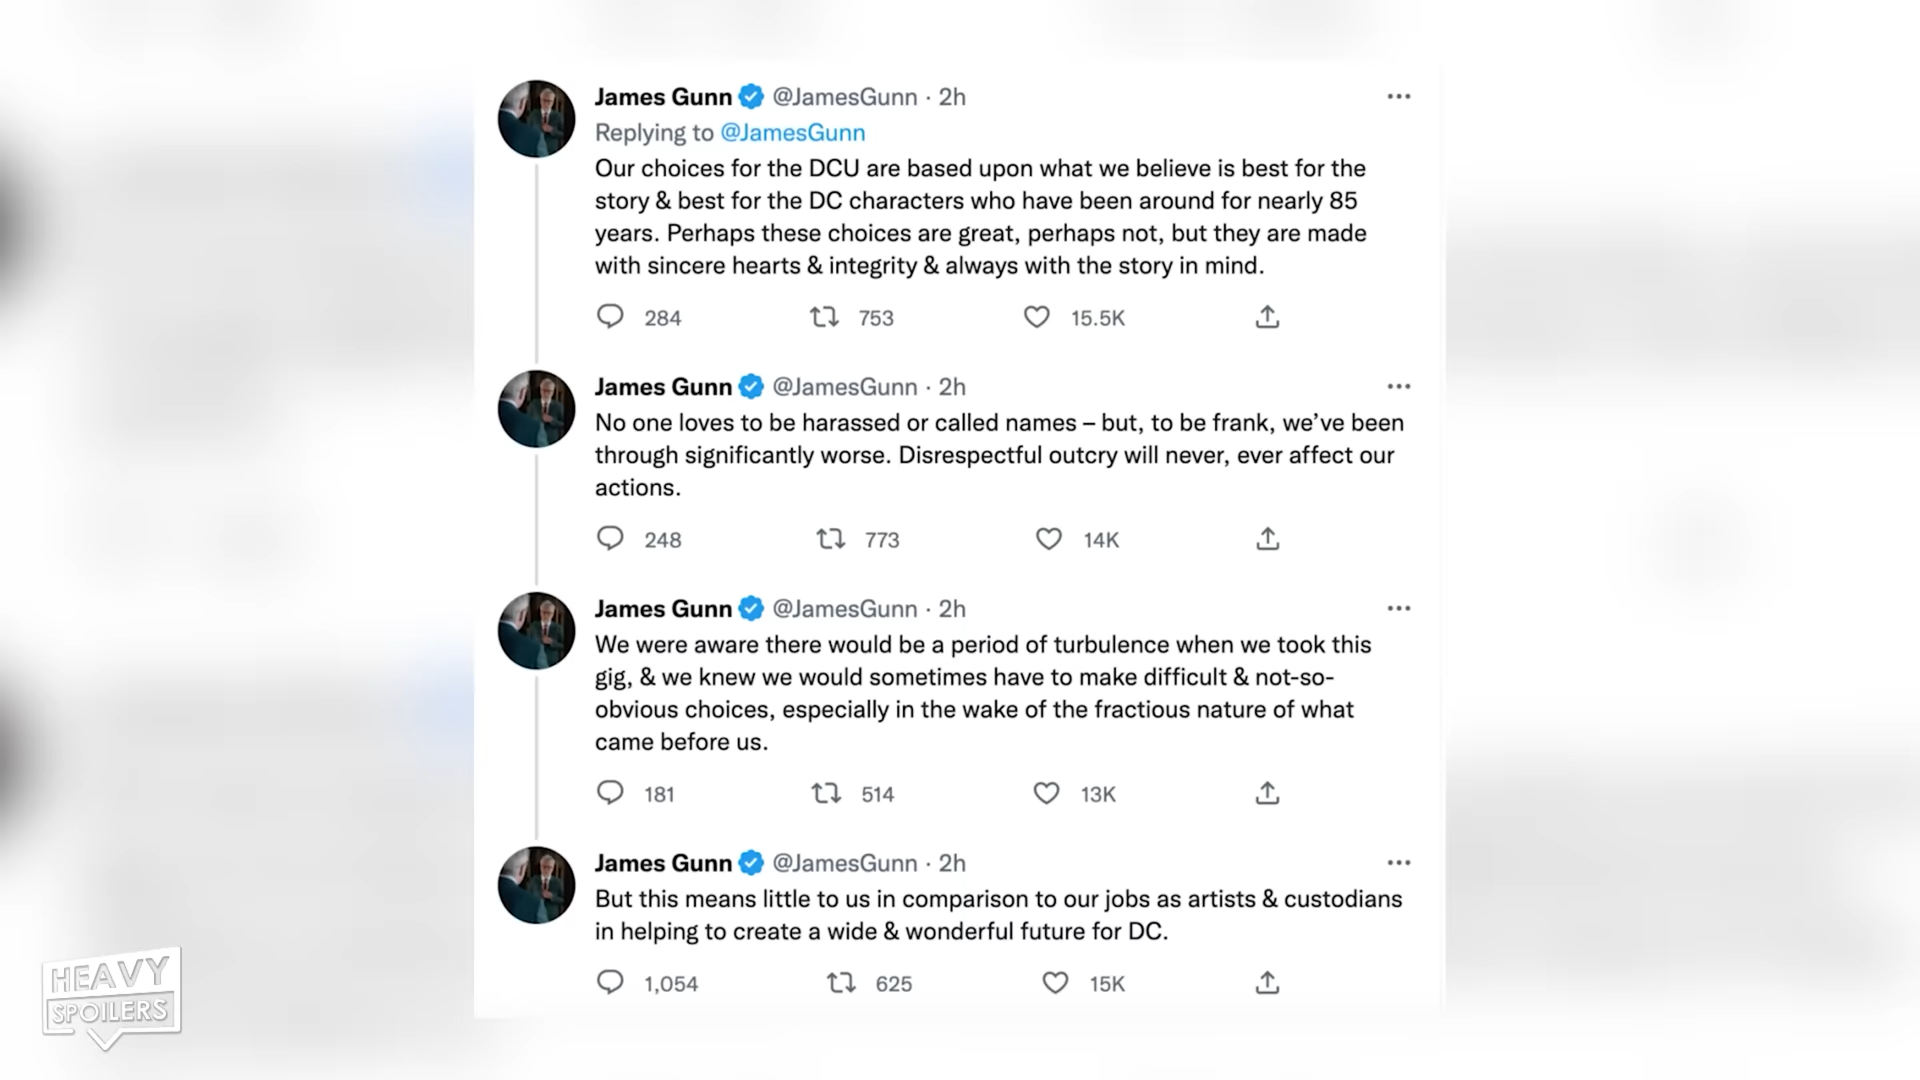 James Gunn @JamesGunn · 2h
Replying to @JamesGunn
Our choices for the DCU are based upon what we believe is best for the
story & best for the DC characters who have been around for nearly 85
years. Perhaps these choices are great, perhaps not, but they are made
with sincere hearts & integrity & always with the story in mind.
284 753 15.5K
James Gunn @JamesGunn · 2h
No one loves to be harassed or called names – but, to be frank, we’ve been
through significantly worse. Disrespectful outcry will never, ever affect our
actions.
248 773 14K
James Gunn @JamesGunn · 2h
We were aware there would be a period of turbulence when we took this
gig, & we knew we would sometimes have to make difficult & not-so-
obvious choices, especially in the wake of the fractious nature of what
came before us.
181 514 13K
James Gunn @JamesGunn · 2h
But this means little to us in comparison to our jobs as artists & custodians
in helping to create a wide & wonderful future for DC.
1,054 625 15K
HEAVY
SPOILERS